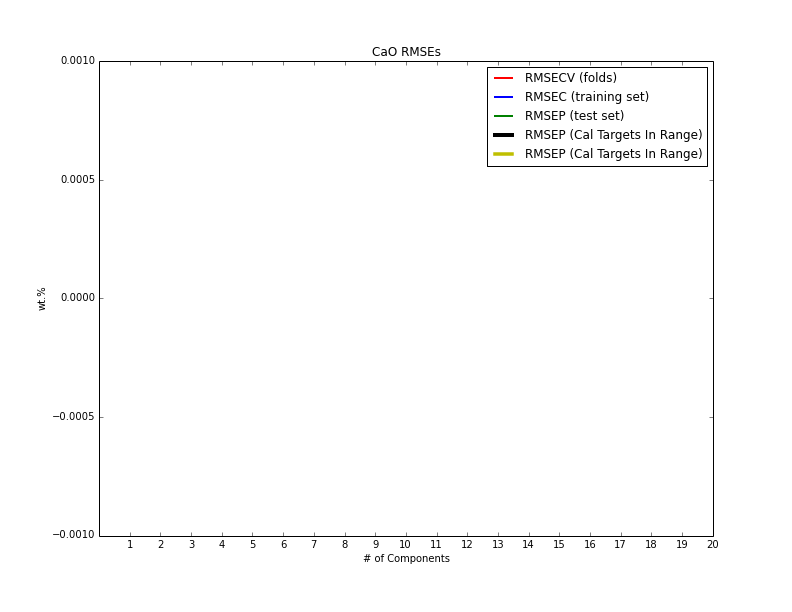 CaO RMSEs
0.0010
0.0005
0.0000
−0.0005
−0.0010
wt.%
RMSECV (folds)
RMSEC (training set)
RMSEP (test set)
RMSEP (Cal Targets In Range)
RMSEP (Cal Targets In Range)
1 2 3 4 5 6 7 8 9 10 11 12 13 14 15 16 17 18 19 20
# of Components